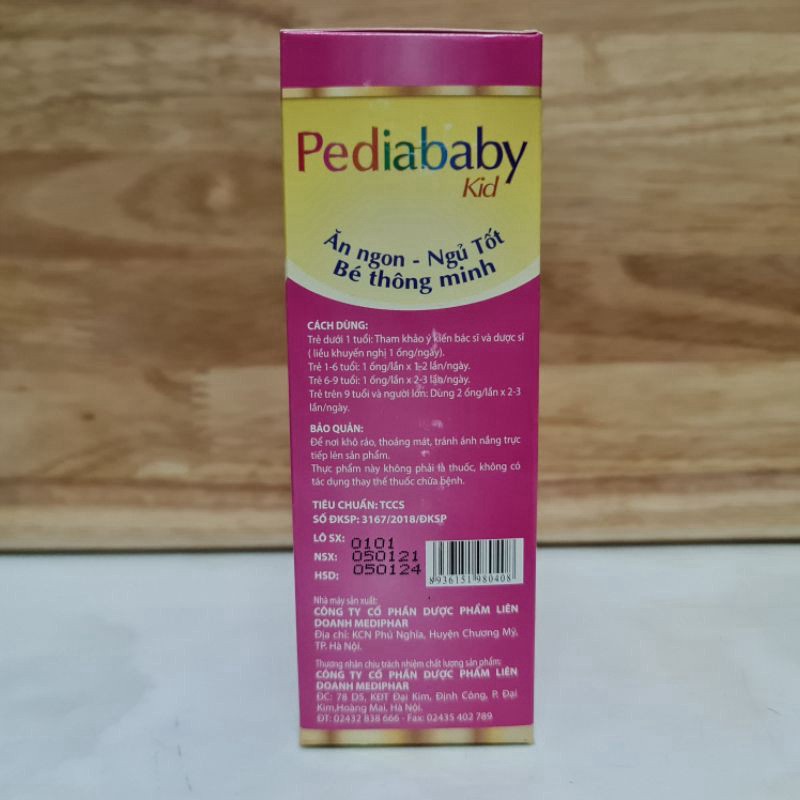 Pediababy
Kid
Ăn ngon - Ngủ Tốt
Bé thông minh
CÁCH DÙNG:
Trẻ dưới 1 tuổi: Tham khảo ý kiến bác sĩ và dược sĩ
( liều khuyến nghị 1 ống/ngày).
Trẻ 1-6 tuổi: 1 ống/lần x 1-2 lần/ngày.
Trẻ 6-9 tuổi: 1 ống/lần x 2-3 lần/ngày.
Trẻ trên 9 tuổi và người lớn: Dùng 2 ống/lần x 2-3
lần/ngày.
BẢO QUẢN:
Để nơi khô ráo, thoáng mát, tránh ánh nắng trực
tiếp lên sản phẩm.
Thực phẩm này không phải là thuốc, không có
tác dụng thay thế thuốc chữa bệnh.
TIÊU CHUẨN: TCCS
SỐ ĐKSP: 3167/2018/ĐKSP
LÔ SX: 0101
NSX: 050121
HSD: 050124
8936151 980408
Nhà máy sản xuất:
CÔNG TY CỔ PHẦN DƯỢC PHẨM LIÊN
DOANH MEDIPHAR
Địa chỉ: KCN Phú Nghĩa, Huyện Chương Mỹ,
TP. Hà Nội.
Thương nhân chịu trách nhiệm chất lượng sản phẩm:
CÔNG TY CỔ PHẦN DƯỢC PHẨM LIÊN
DOANH MEDIPHAR
ĐC: 78 D5, KĐT Đại Kim, Định Công, P. Đại
Kim,Hoàng Mai, Hà Nội.
ĐT: 02432 838 666 - Fax: 02435 402 789